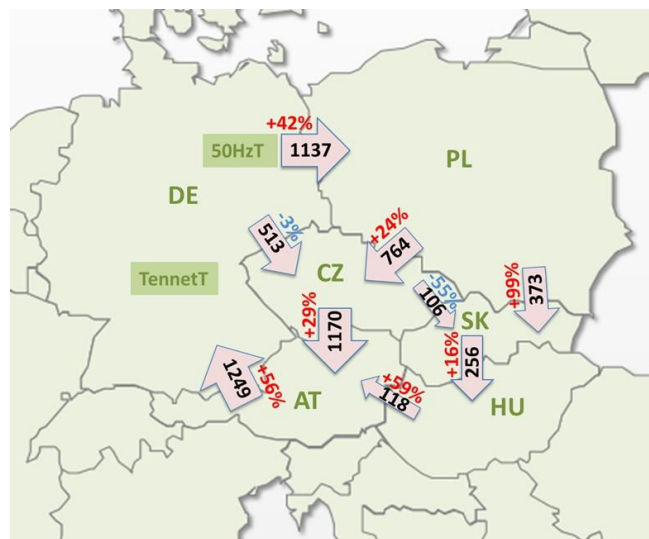 +42%
50HzT
1137
PL
DE
-3%
513
+24%
764
CZ
TennetT
-55%
106
+99%
373
SK
+29%
1170
+16%
256
1249
+56%
AT
+59%
118
HU